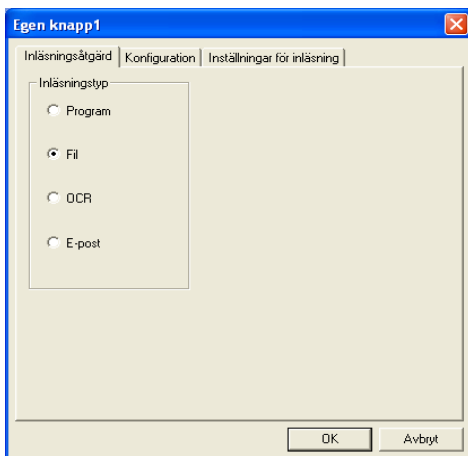 Egen knapp1
Inläsningsåtgärd Konfiguration Inställningar för inläsning
Inläsningstyp
Program
Fil
OCR
E-post
OK Avbryt